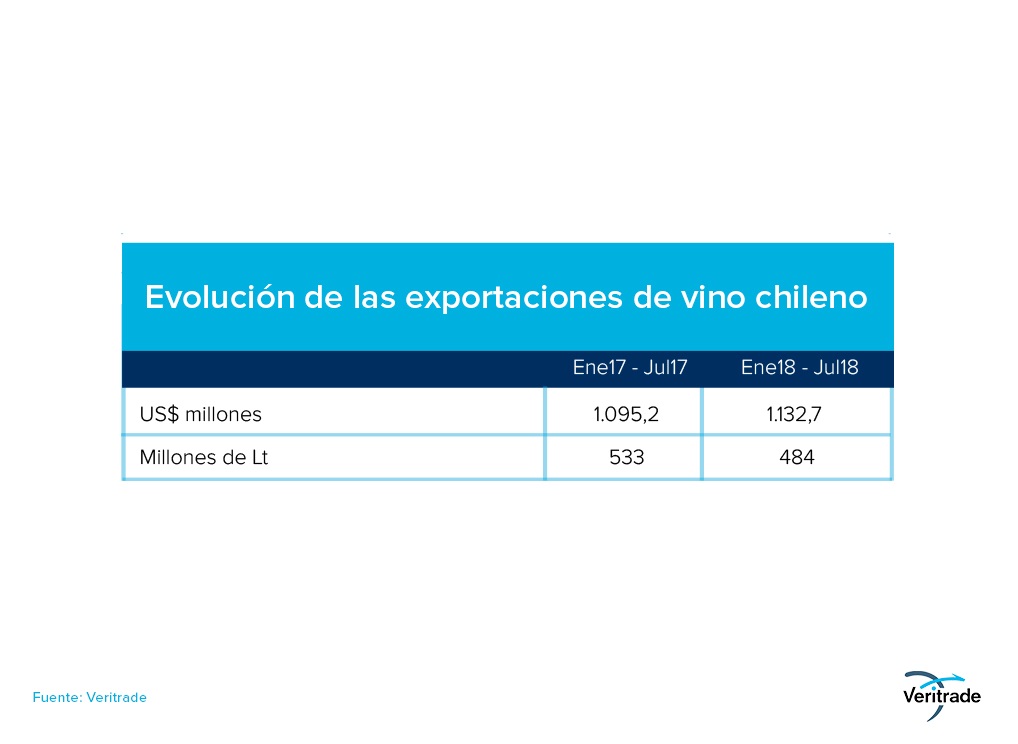 Evolución de las exportaciones de vino chileno
Ene17 - Jul17 Ene18 - Jul18
US$ millones 1.095,2 1.132,7
Millones de Lt 533 484
Fuente: Veritrade
Veritrade